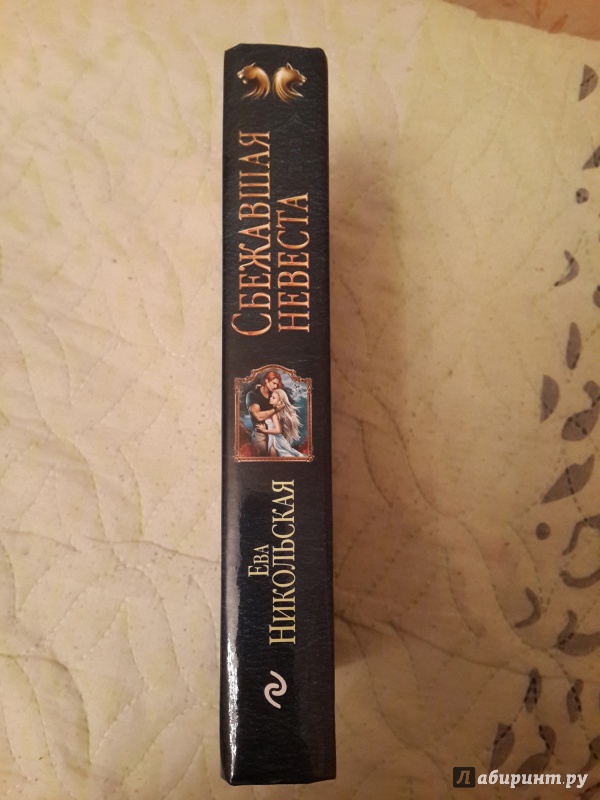 Ева
Никольская
Сбежавшая
невеста
Лабиринт.ру